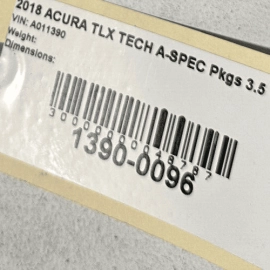 2018 ACURA TLX TECH A-SPEC Pkgs 3.5
VIN: A011390
Weight:
Dimensions:
1390-0096